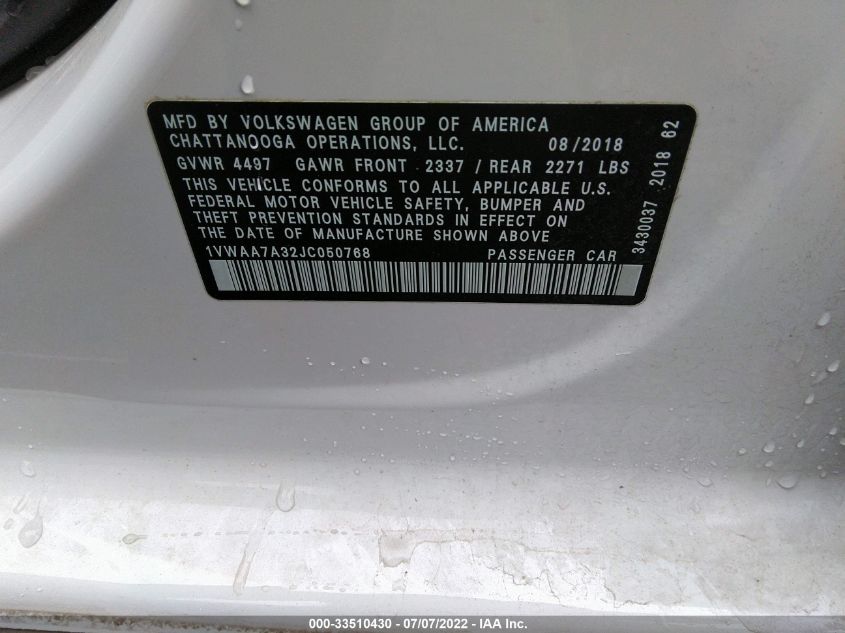 MFD BY VOLKSWAGEN GROUP OF AMERICA
CHATTANOOGA OPERATIONS, LLC. 08/2018
GVWR 4497 GAWR FRONT 2337 / REAR 2271 LBS
THIS VEHICLE CONFORMS TO ALL APPLICABLE U.S.
FEDERAL MOTOR VEHICLE SAFETY, BUMPER AND
THEFT PREVENTION STANDARDS IN EFFECT ON
THE DATE OF MANUFACTURE SHOWN ABOVE
1VWAA7A32JC050768 PASSENGER CAR
3430037 2018 62
000-33510430 - 07/07/2022 - IAA Inc.